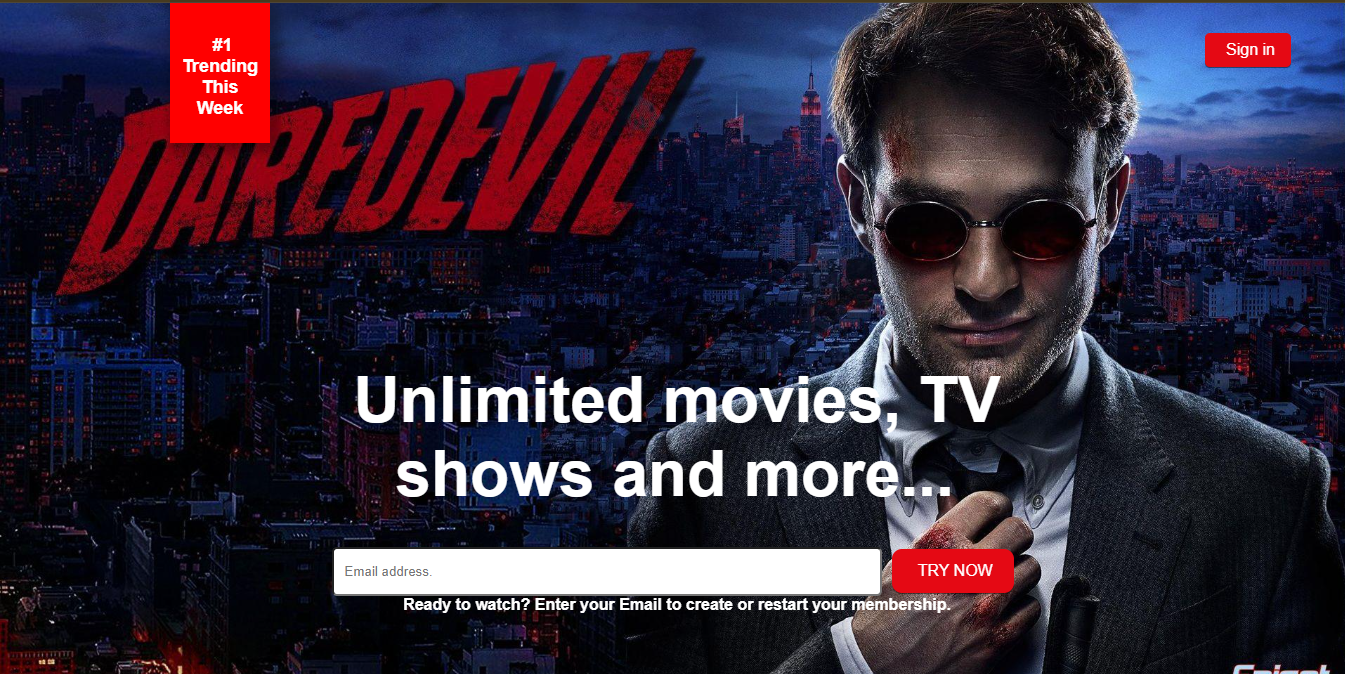 #1
Trending
This
Week
Sign in
DAREDEVIL
Unlimited movies, TV
shows and more...
Email address.
TRY NOW
Ready to watch? Enter your Email to create or restart your membership.